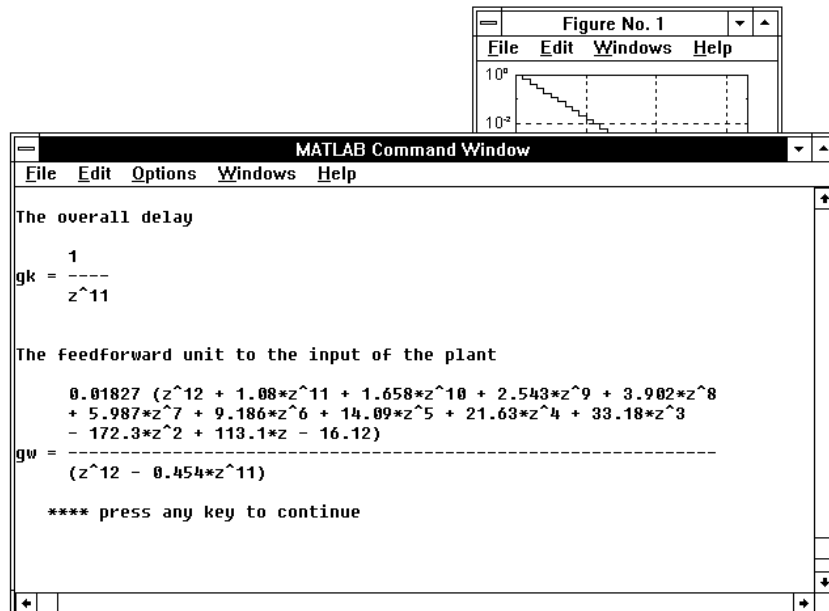 Figure No. 1
File Edit Windows Help
10⁰
10⁻²
MATLAB Command Window
File Edit Options Windows Help
The overall delay
1
gk = ----
z^11
The feedforward unit to the input of the plant
0.01827 (z^12 + 1.08*z^11 + 1.658*z^10 + 2.543*z^9 + 3.902*z^8
+ 5.987*z^7 + 9.186*z^6 + 14.09*z^5 + 21.63*z^4 + 33.18*z^3
- 172.3*z^2 + 113.1*z - 16.12)
gw = --------------------------------------------------------------
(z^12 - 0.454*z^11)
**** press any key to continue